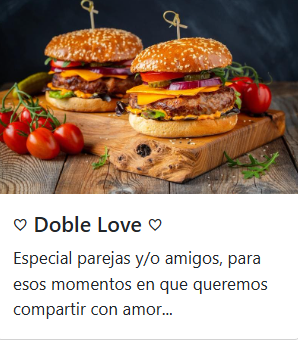 ♡ Doble Love ♡
Especial parejas y/o amigos, para
esos momentos en que queremos
compartir con amor...